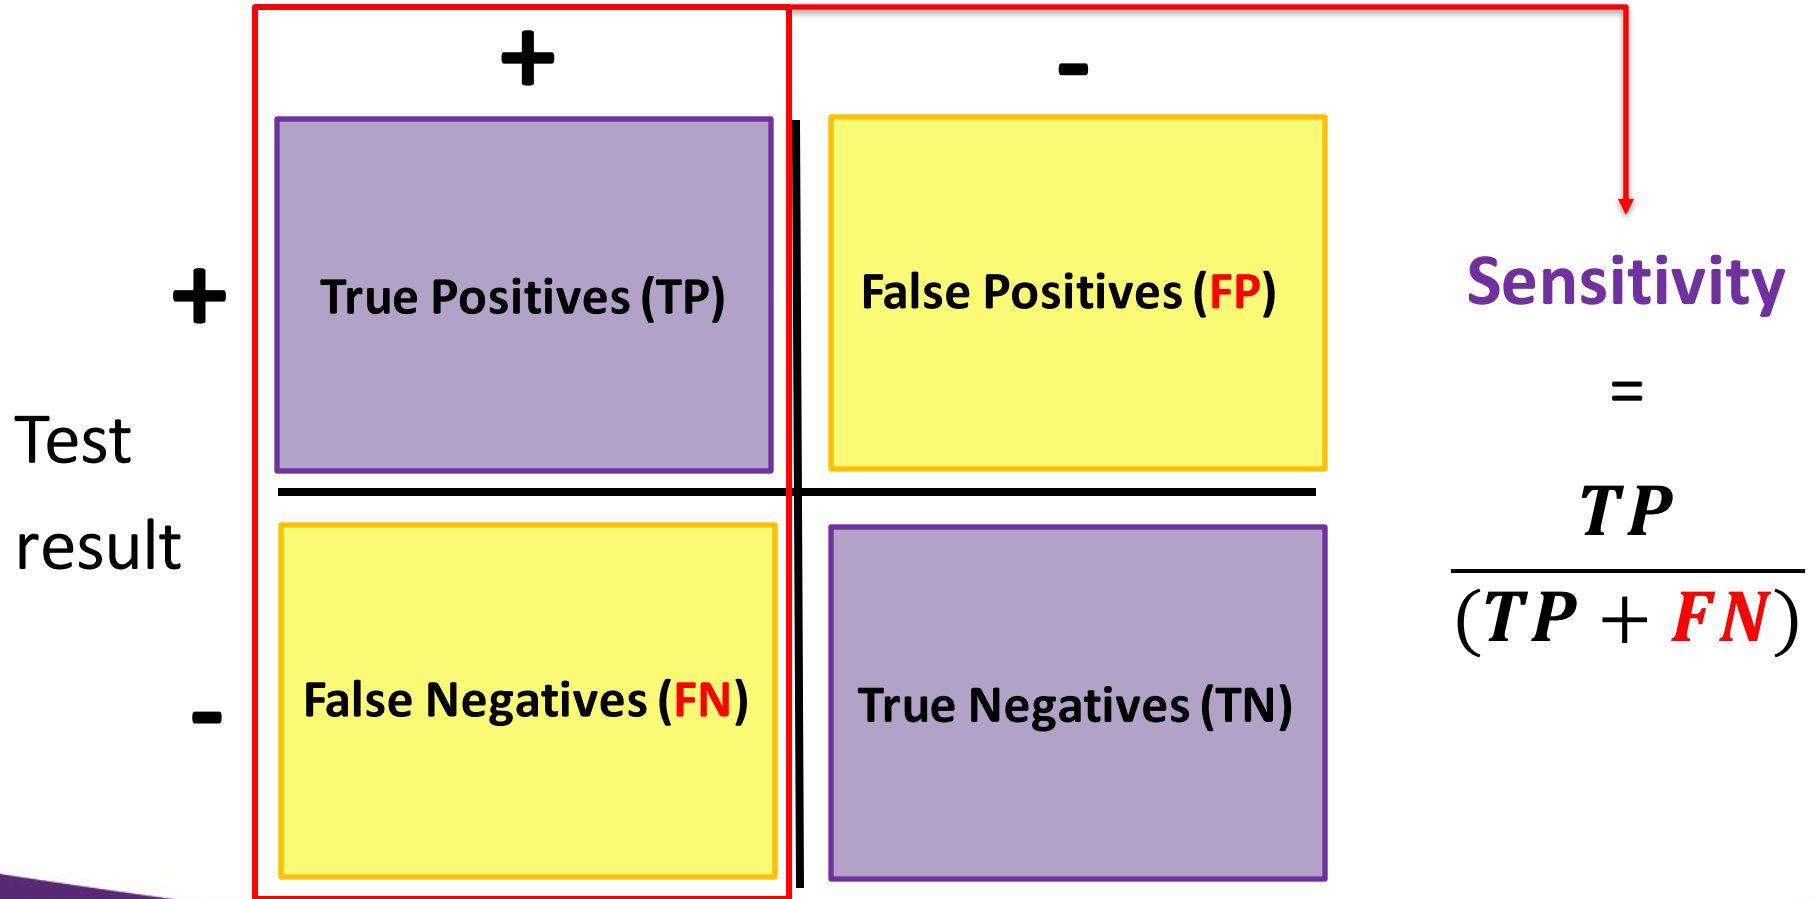 + -
+ True Positives (TP) False Positives (FP) Sensitivity
=
Test
result
TP
(TP + FN)
- False Negatives (FN) True Negatives (TN)